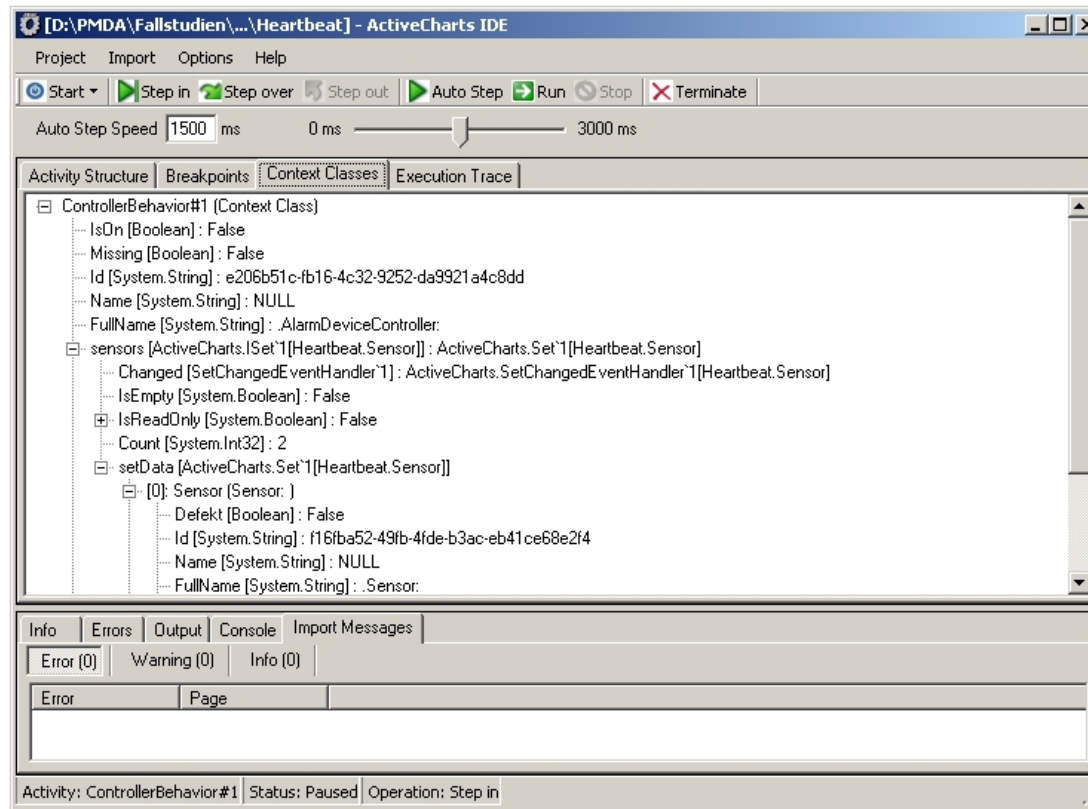 [D:\PMDA\Fallstudien\...\Heartbeat] - ActiveCharts IDE
Project Import Options Help
Start Step in Step over Step out Auto Step Run Stop Terminate
Auto Step Speed 1500 ms 0 ms 3000 ms
Activity Structure Breakpoints Context Classes Execution Trace
ControllerBehavior#1 (Context Class)
IsOn [Boolean] : False
Missing [Boolean] : False
Id [System.String] : e206b51c-fb16-4c32-9252-da9921a4c8dd
Name [System.String] : NULL
FullName [System.String] : .AlarmDeviceController:
sensors [ActiveCharts.ISet`1[Heartbeat.Sensor]] : ActiveCharts.Set`1[Heartbeat.Sensor]
Changed [SetChangedEventHandler`1] : ActiveCharts.SetChangedEventHandler`1[Heartbeat.Sensor]
IsEmpty [System.Boolean] : False
IsReadOnly [System.Boolean] : False
Count [System.Int32] : 2
setData [ActiveCharts.Set`1[Heartbeat.Sensor]]
[0]: Sensor (Sensor: )
Defekt [Boolean] : False
Id [System.String] : f16fba52-49fb-4fde-b3ac-eb41ce68e2f4
Name [System.String] : NULL
FullName [System.String] : .Sensor:
Info Errors Output Console Import Messages
Error (0) Warning (0) Info (0)
Error Page
Activity: ControllerBehavior#1 Status: Paused Operation: Step in